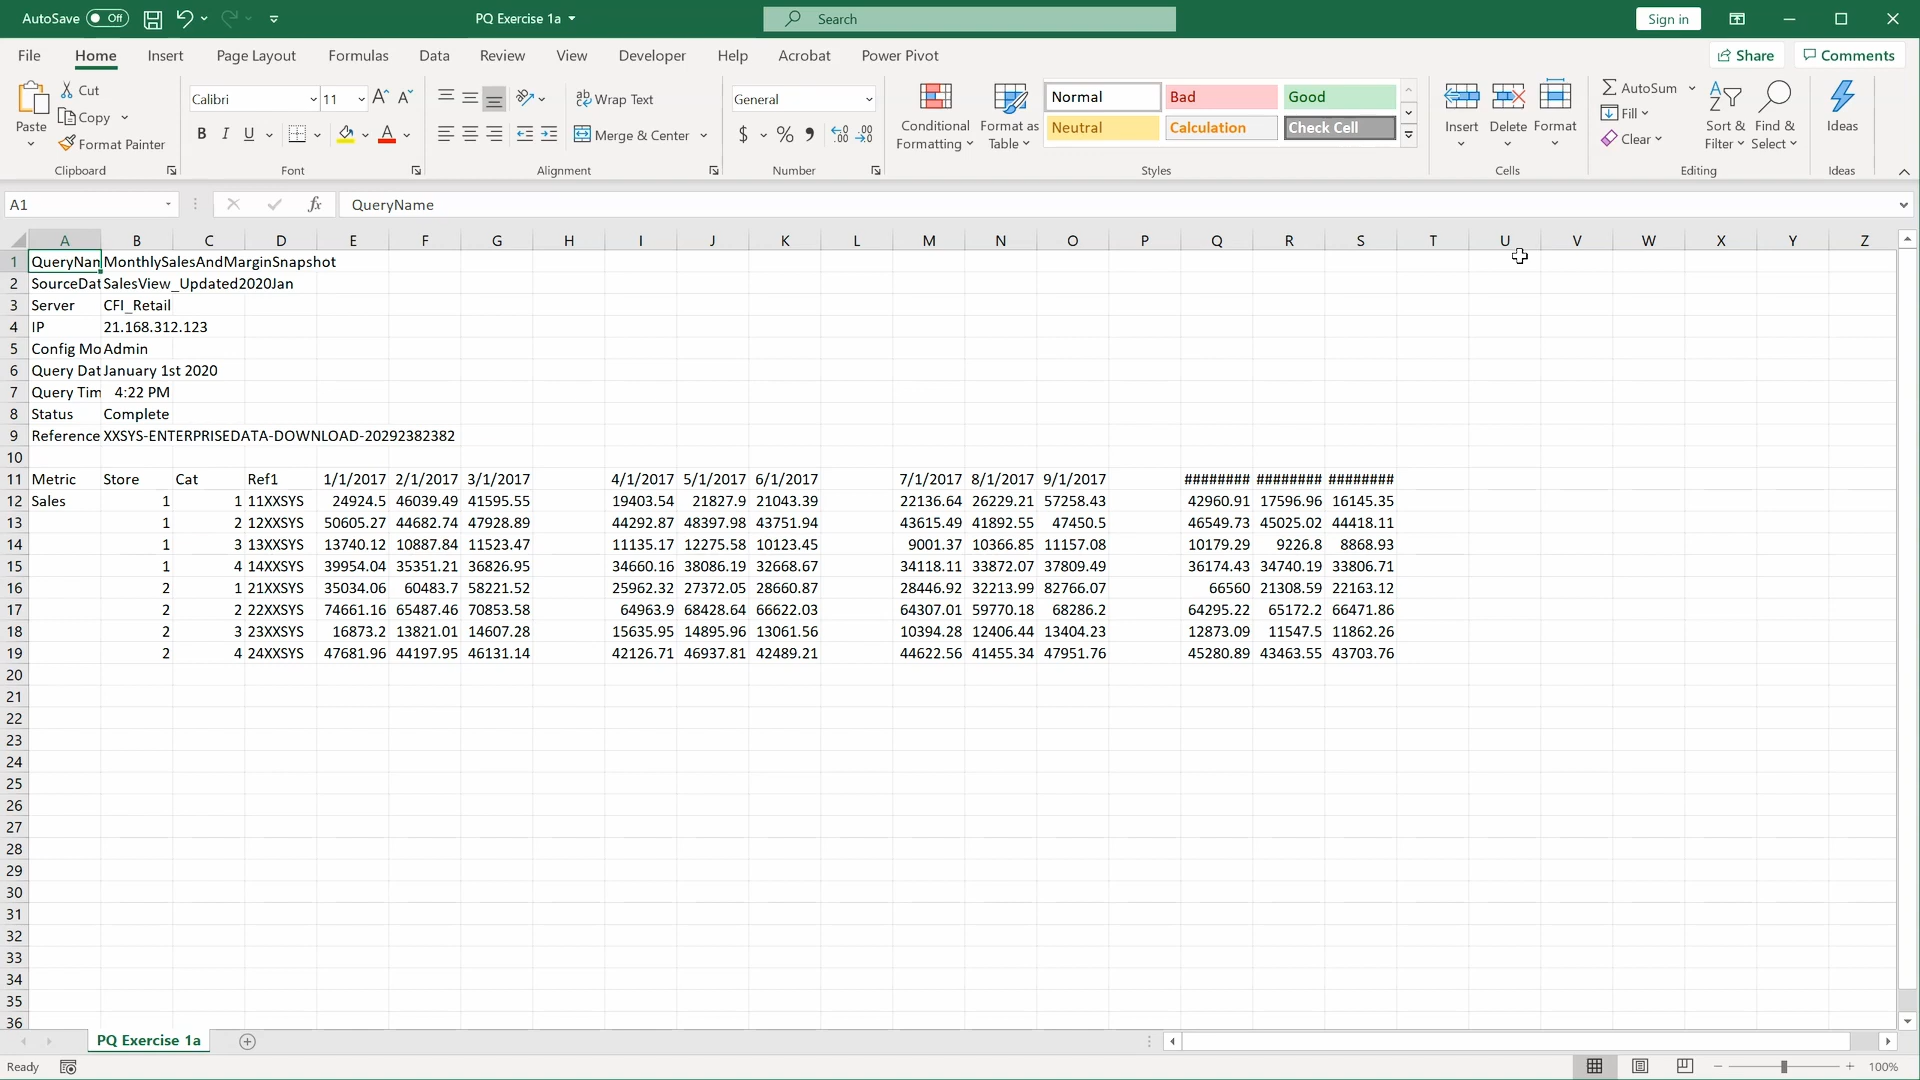 AutoSave Off PQ Exercise 1a Search Sign in
File Home Insert Page Layout Formulas Data Review View Developer Help Acrobat Power Pivot Share Comments
Paste Cut Copy Format Painter Clipboard
Calibri 11 B I U A Font
Wrap Text Merge & Center Alignment
General $ % Number
Conditional Formatting Format as Table Normal Bad Good Neutral Calculation Check Cell Styles
Insert Delete Format Cells
AutoSum Fill Clear Sort & Filter Find & Select Editing
Ideas Ideas
A1 fx QueryName
A B C D E F G H I J K L M N O P Q R S T U V W X Y Z
1 QueryNan MonthlySalesAndMarginSnapshot
2 SourceDat SalesView_Updated2020Jan
3 Server CFI_Retail
4 IP 21.168.312.123
5 Config Mo Admin
6 Query Dat January 1st 2020
7 Query Tim 4:22 PM
8 Status Complete
9 Reference XXSYS-ENTERPRISEDATA-DOWNLOAD-20292382382
10
11 Metric Store Cat Ref1 1/1/2017 2/1/2017 3/1/2017 4/1/2017 5/1/2017 6/1/2017 7/1/2017 8/1/2017 9/1/2017 ######## ######## ########
12 Sales 1 1 11XXSYS 24924.5 46039.49 41595.55 19403.54 21827.9 21043.39 22136.64 26229.21 57258.43 42960.91 17596.96 16145.35
13 1 2 12XXSYS 50605.27 44682.74 47928.89 44292.87 48397.98 43751.94 43615.49 41892.55 47450.5 46549.73 45025.02 44418.11
14 1 3 13XXSYS 13740.12 10887.84 11523.47 11135.17 12275.58 10123.45 9001.37 10366.85 11157.08 10179.29 9226.8 8868.93
15 1 4 14XXSYS 39954.04 35351.21 36826.95 34660.16 38086.19 32668.67 34118.11 33872.07 37809.49 36174.43 34740.19 33806.71
16 2 1 21XXSYS 35034.06 60483.7 58221.52 25962.32 27372.05 28660.87 28446.92 32213.99 82766.07 66560 21308.59 22163.12
17 2 2 22XXSYS 74661.16 65487.46 70853.58 64963.9 68428.64 66622.03 64307.01 59770.18 68286.2 64295.22 65172.2 66471.86
18 2 3 23XXSYS 16873.2 13821.01 14607.28 15635.95 14895.96 13061.56 10394.28 12406.44 13404.23 12873.09 11547.5 11862.26
19 2 4 24XXSYS 47681.96 44197.95 46131.14 42126.71 46937.81 42489.21 44622.56 41455.34 47951.76 45280.89 43463.55 43703.76
20
21
22
23
24
25
26
27
28
29
30
31
32
33
34
35
36
PQ Exercise 1a
Ready 100%